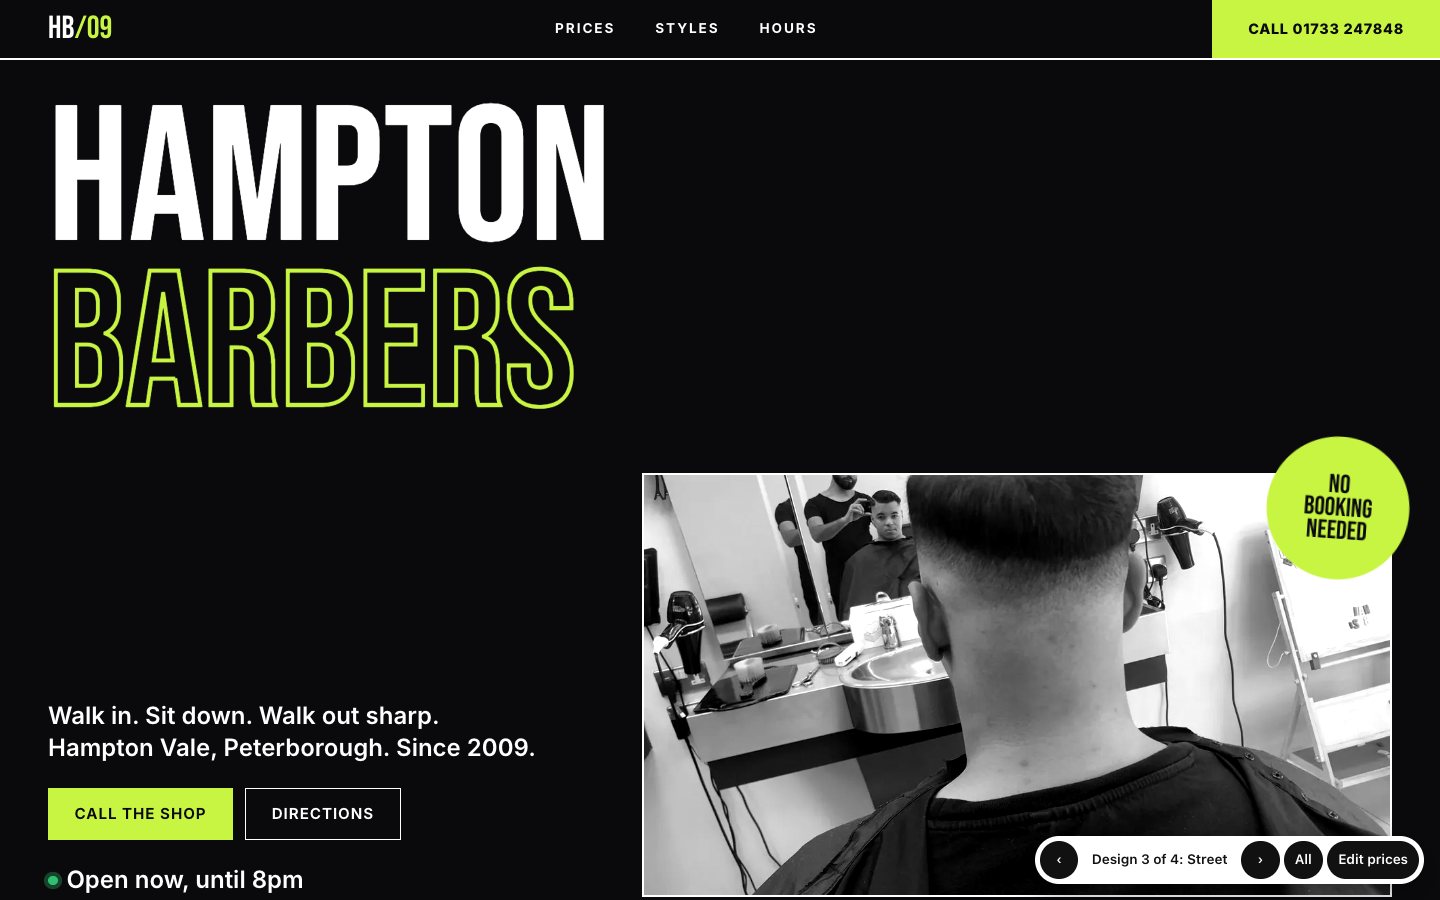 HB/09
PRICES
STYLES
HOURS
CALL 01733 247848
HAMPTON
BARBERS
NO
BOOKING
NEEDED
Walk in. Sit down. Walk out sharp.
Hampton Vale, Peterborough. Since 2009.
CALL THE SHOP
DIRECTIONS
Open now, until 8pm
‹
Design 3 of 4: Street
›
All
Edit prices